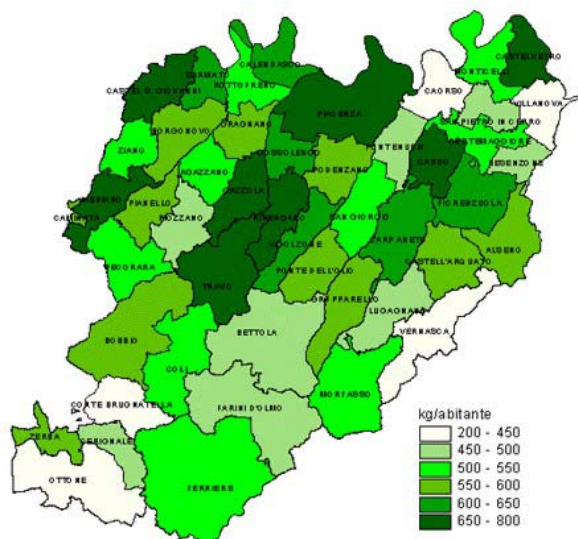 CASTELVETRO
MONTICELLI
CALENDASCO
SARMATO
ROTTOFRENO
CASTEL S. GIOVANNI
CAORSO
VILLANOVA
PIACENZA
SAN PIETRO IN CERRO
BORGONOVO
GRAGNANO
CORTEMAGGIORE
ZIANO
GOSSOLENGO
PONTENURE
BESENZONE
AGAZZANO
PODENZANO
CADEO
GAZZOLA
PIANELLO
CAMINATA
FIORENZUOLA
RIVERGARO
SAN GIORGIO
PIOZZANO
VIGOLZONE
CARPANETO
ALSENO
PECORARA
PONTE DELL'OLIO
CASTELL'ARQUATO
TRAVO
GROPPARELLO
LUGAGNANO
VERNASCA
BETTOLA
BOBBIO
COLI
MORFASSO
CORTE BRUGNATELLA
FARINI D'OLMO
ZERBA
CERIGNALE
OTTONE
FERRIERE
kg/abitante
200 - 450
450 - 500
500 - 550
550 - 600
600 - 650
650 - 800